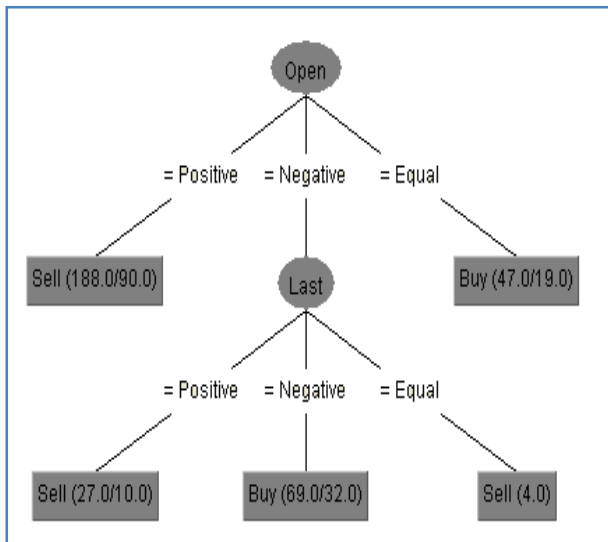 Open
= Positive = Negative = Equal
Sell (188.0/90.0) Last Buy (47.0/19.0)
= Positive = Negative = Equal
Sell (27.0/10.0) Buy (69.0/32.0) Sell (4.0)